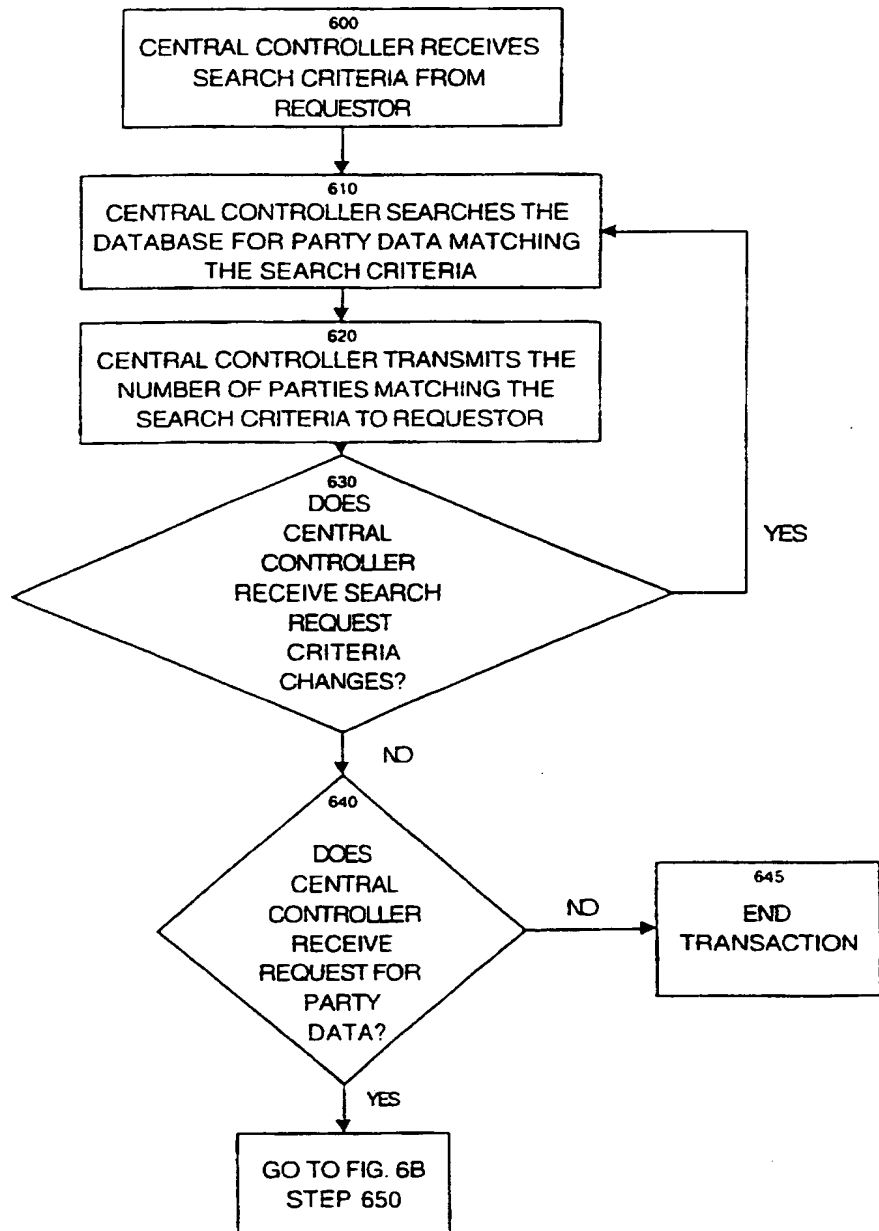 600
CENTRAL CONTROLLER RECEIVES
SEARCH CRITERIA FROM
REQUESTOR
610
CENTRAL CONTROLLER SEARCHES THE
DATABASE FOR PARTY DATA MATCHING
THE SEARCH CRITERIA
620
CENTRAL CONTROLLER TRANSMITS THE
NUMBER OF PARTIES MATCHING THE
SEARCH CRITERIA TO REQUESTOR
630
DOES
CENTRAL
CONTROLLER
RECEIVE SEARCH
REQUEST
CRITERIA
CHANGES?
YES
NO
640
DOES
CENTRAL
CONTROLLER
RECEIVE
REQUEST FOR
PARTY
DATA?
NO
645
END
TRANSACTION
YES
GO TO FIG. 6B
STEP 650